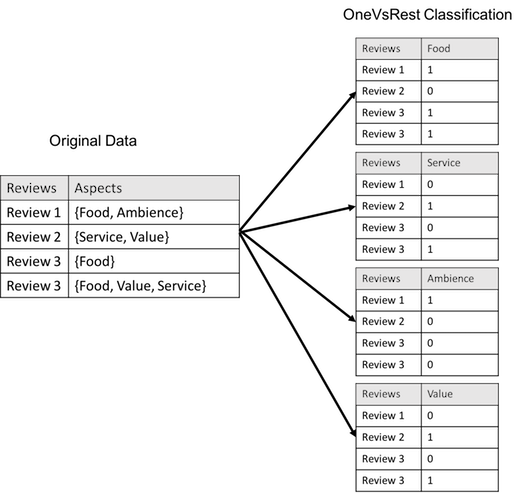 OneVsRest Classification
Original Data
Reviews Aspects
Review 1 {Food, Ambience}
Review 2 {Service, Value}
Review 3 {Food}
Review 3 {Food, Value, Service}
Reviews Food
Review 1 1
Review 2 0
Review 3 1
Review 3 1
Reviews Service
Review 1 0
Review 2 1
Review 3 0
Review 3 1
Reviews Ambience
Review 1 1
Review 2 0
Review 3 0
Review 3 0
Reviews Value
Review 1 0
Review 2 1
Review 3 0
Review 3 1